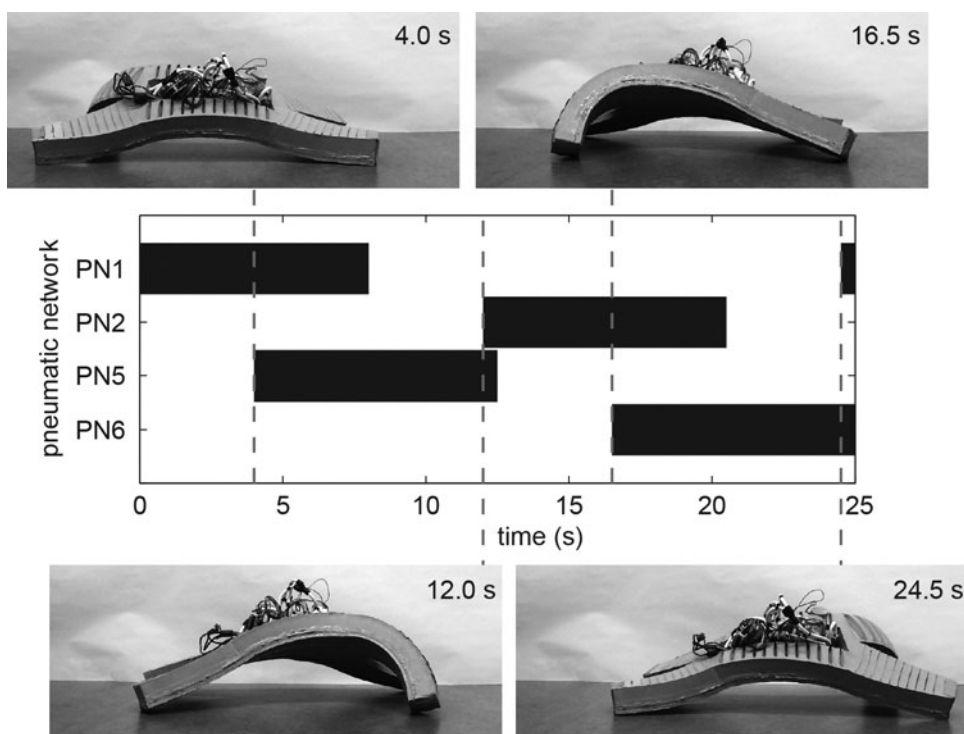 4.0 s
16.5 s
pneumatic network
PN1
PN2
PN5
PN6
0 5 10 15 20 25
time (s)
12.0 s
24.5 s